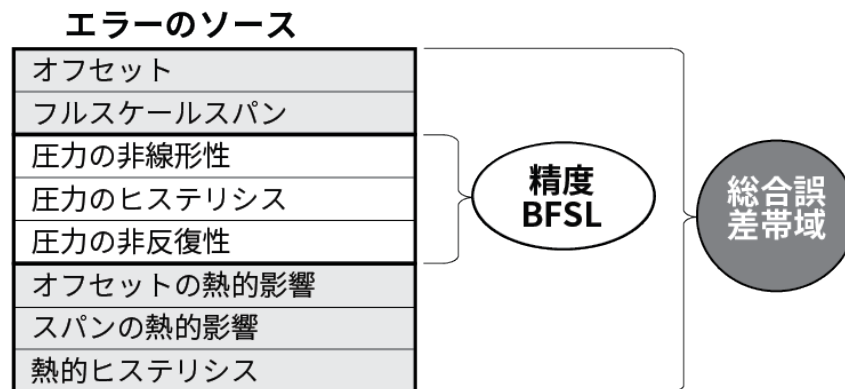 エラーのソース
オフセット
フルスケールスパン
圧力の非線形性
圧力のヒステリシス
圧力の非反復性
オフセットの熱的影響
スパンの熱的影響
熱的ヒステリシス
精度
BFSL
総合誤
差帯域